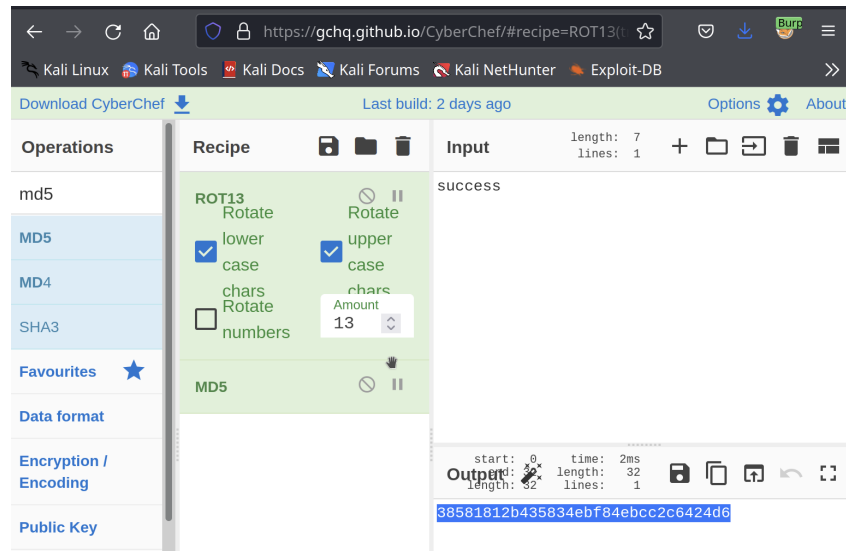 https://gchq.github.io/CyberChef/#recipe=ROT13(t
Burp
Kali Linux Kali Tools Kali Docs Kali Forums Kali NetHunter Exploit-DB
Download CyberChef Last build: 2 days ago Options About
Operations Recipe Input length: 7
lines: 1
md5
MD5
MD4
SHA3
Favourites
Data format
Encryption /
Encoding
Public Key
ROT13
Rotate
lower
case
chars
Rotate
upper
case
chars
Rotate
numbers
Amount
13
MD5
success
Output
start: 0
end: 32
length: 32
time: 2ms
length: 32
lines: 1
38581812b435834ebf84ebcc2c6424d6